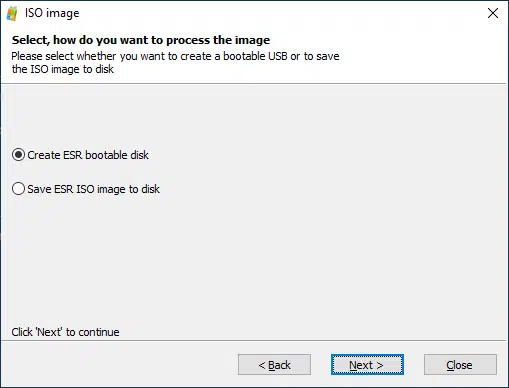 ISO image
Select, how do you want to process the image
Please select whether you want to create a bootable USB or to save
the ISO image to disk
Create ESR bootable disk
Save ESR ISO image to disk
Click 'Next' to continue
< Back
Next >
Close